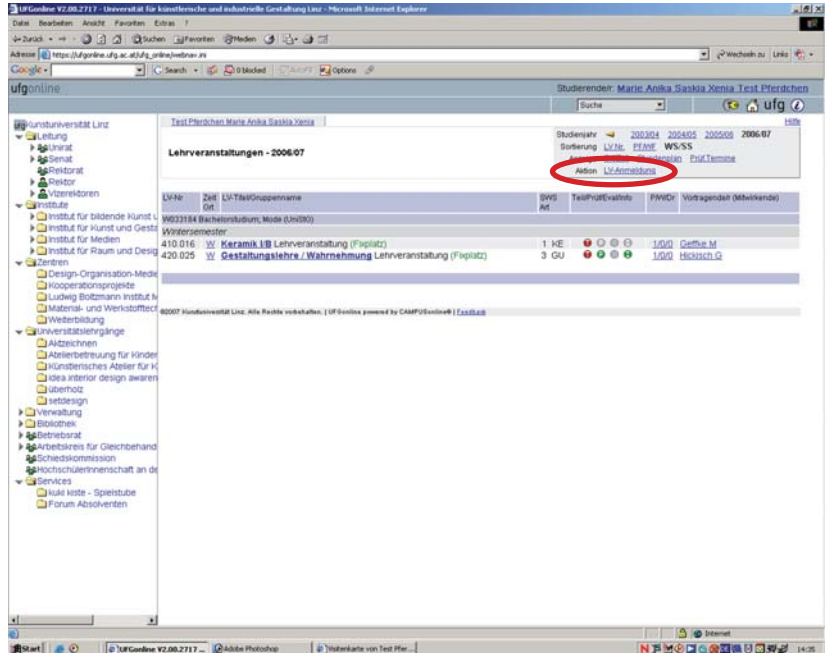 UFGonline V2.00.2717 - Universität für künstlerische und industrielle Gestaltung Linz - Microsoft Internet Explorer
Datei Bearbeiten Ansicht Favoriten Extras ?
Zurück Suchen Favoriten Medien
Adresse https://ufgonline.ufg.ac.at/ufg_online/webnav.ini Wechseln zu Links
Google Search 0 blocked Options
ufgonline Studierende/r: Marie Anika Saskia Xenia Test Pferdchen
Suche ufg
Test Pferdchen Marie Anika Saskia Xenia Hilfe
Lehrveranstaltungen - 2006/07
Studienjahr 2003/04 2004/05 2005/06 2006/07
Sortierung LV-Nr. PF/WF WS/SS
Stundenplan Prüf.Termine
Aktion LV-Anmeldung
Kunstuniversität Linz
Leitung
Unirat
Senat
Rektorat
Rektor
Vizerektoren
Institute
Institut für bildende Kunst u
Institut für Kunst und Gesta
Institut für Medien
Institut für Raum und Desig
Zentren
Design-Organisation-Medie
Kooperationsprojekte
Ludwig Boltzmann Institut
Material- und Werkstofftec
Weiterbildung
Universitätslehrgänge
Aktzeichnen
Atelierbetreuung für Kinder
Künstlerisches Atelier für K
idea.interior design awaren
überholz
setdesign
Verwaltung
Bibliothek
Betriebsrat
Arbeitskreis für Gleichbehand
Schiedskommission
HochschülerInnenschaft an de
Services
kuki kiste - Spielstube
Forum Absolventen
LV-Nr Zeit LV-Titel/Gruppenname SWS Teil/Prüf/Eval/Info P/W/Dr Vortragende/r (Mitwirkende)
Ort Art
W033184 Bachelorstudium; Mode (UniStG)
Wintersemester
410.016 W Keramik I/B Lehrveranstaltung (Fixplatz) 1 KE 1/0/0 Geffke M
420.025 W Gestaltungslehre / Wahrnehmung Lehrveranstaltung (Fixplatz) 3 GU 1/0/0 Hickisch G
©2007 Kunstuniversität Linz. Alle Rechte vorbehalten. | UFGonline powered by CAMPUSonline® | Feedback
Internet
Start UFGonline V2.00.2717 ... Adobe Photoshop Visitenkarte von Test Pfer... 14:35